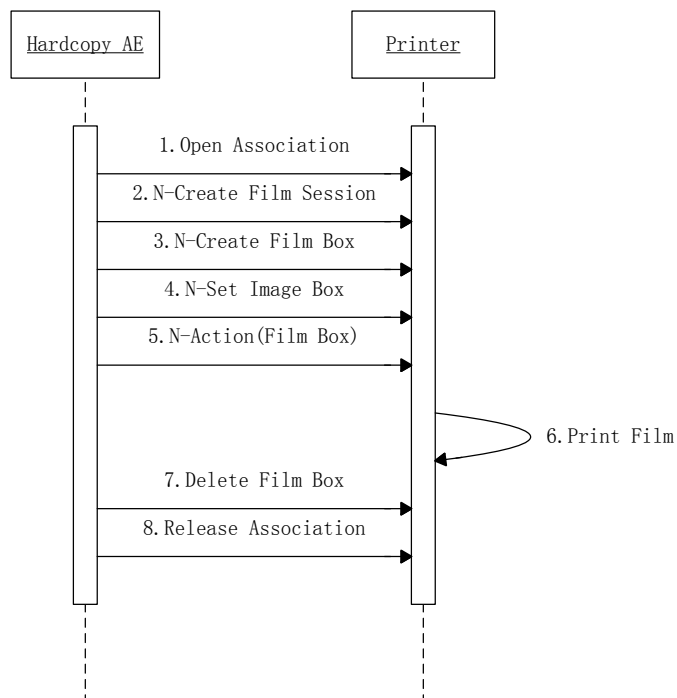 Hardcopy AE
Printer
1.Open Association
2.N-Create Film Session
3.N-Create Film Box
4.N-Set Image Box
5.N-Action(Film Box)
6.Print Film
7.Delete Film Box
8.Release Association